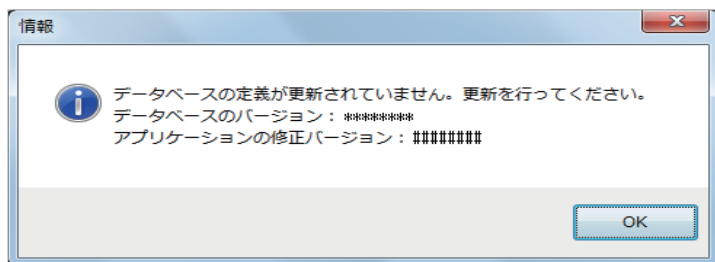 情報
データベースの定義が更新されていません。更新を行ってください。
データベースのバージョン：********
アプリケーションの修正バージョン：########
OK